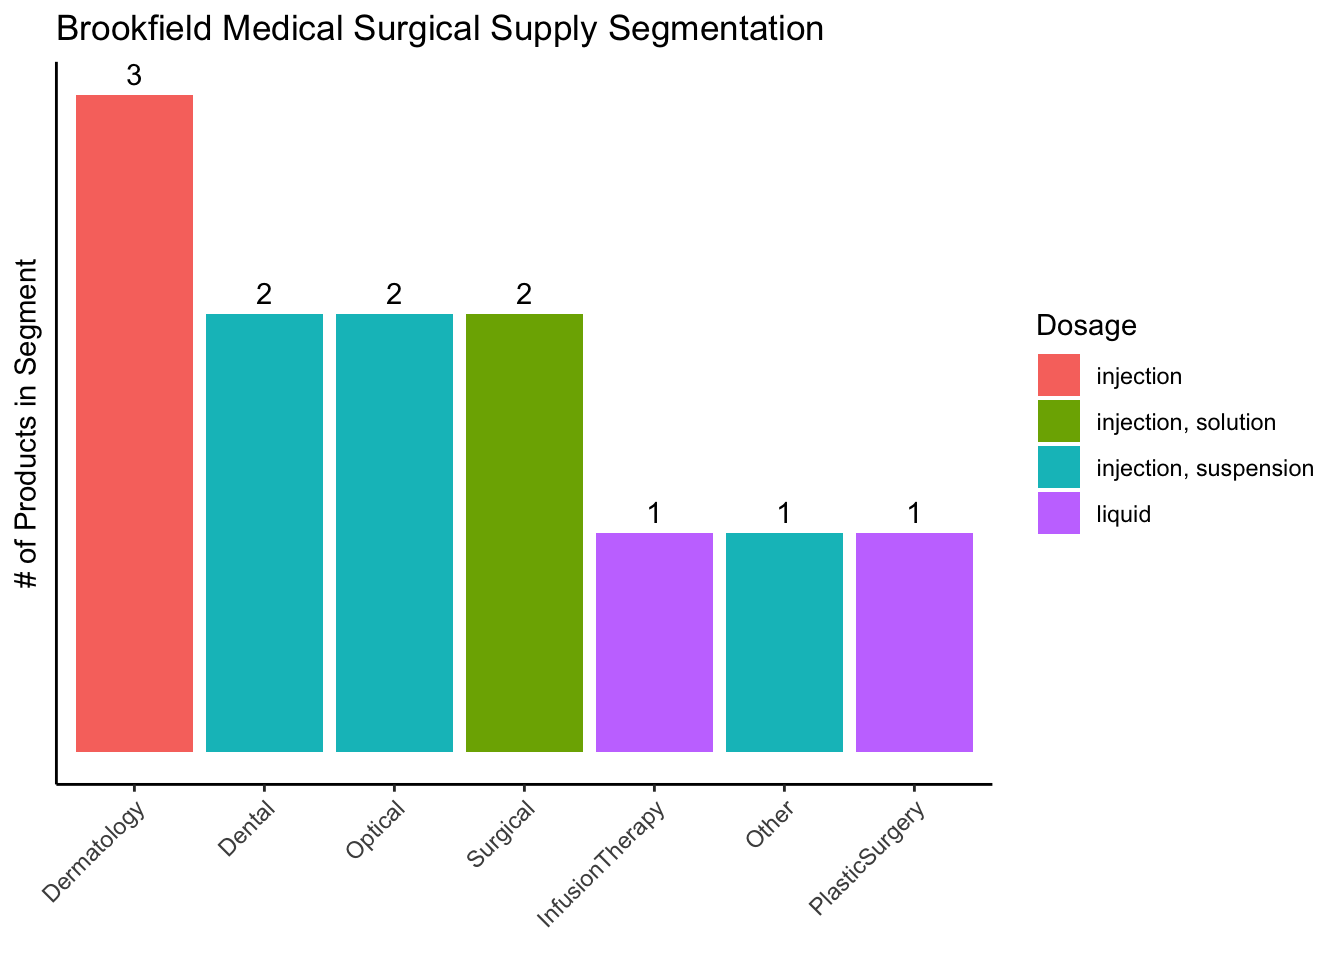 Brookfield Medical Surgical Supply Segmentation
# of Products in Segment
3
2
2
2
1
1
1
Dermatology
Dental
Optical
Surgical
InfusionTherapy
Other
PlasticSurgery
Dosage
injection
injection, solution
injection, suspension
liquid